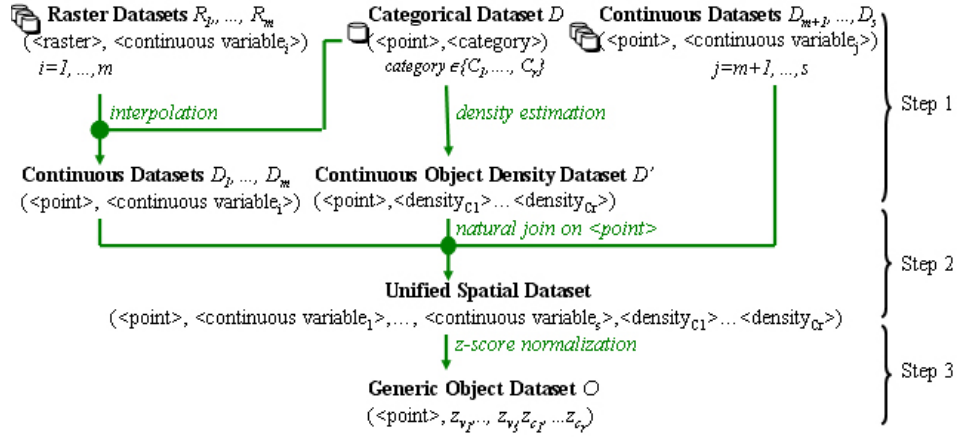 Raster Datasets R1,, ..., Rm
(<raster>, <continuous variablei>)
i=1, ...,m
Categorical Dataset D
(<point>,<category>)
category ϵ{C1,...., Cr}
Continuous Datasets Dm+1, ...,Ds
(<point>, <continuous variablej>)
j=m+1,...,s
interpolation
density estimation
Step 1
Continuous Datasets D1, ..., Dm
(<point>, <continuous variablei>)
Continuous Object Density Dataset D'
(<point>,<densityC1>...<densityCr>)
natural join on <point>
Step 2
Unified Spatial Dataset
(<point>, <continuous variable1>,..., <continuous variables>,<densityC1>...<densityCr>)
z-score normalization
Step 3
Generic Object Dataset O
(<point>, zv1,.., zvs zc1, ...zcr)